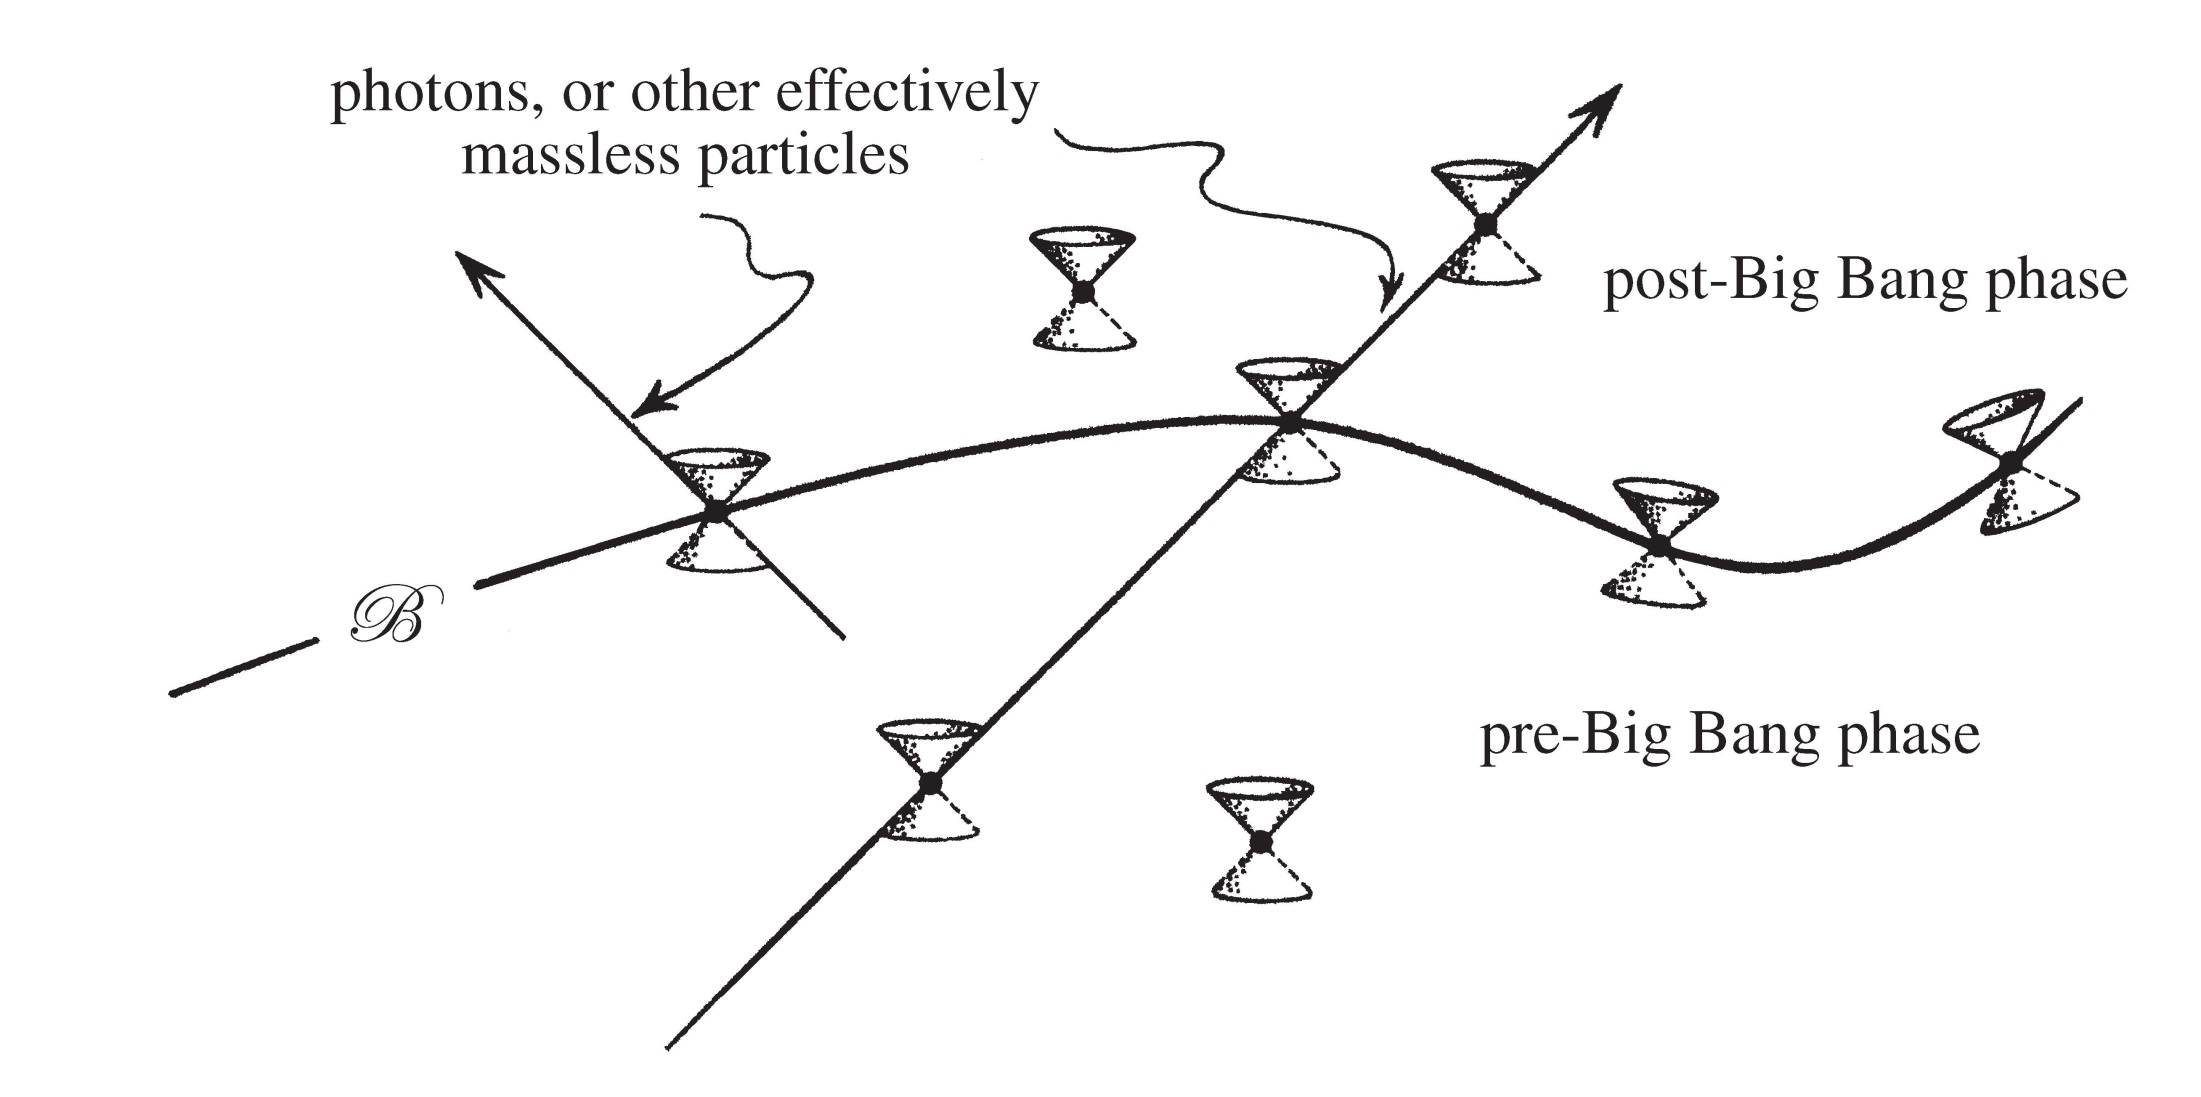 photons, or other effectively
massless particles
post-Big Bang phase
ℬ
pre-Big Bang phase